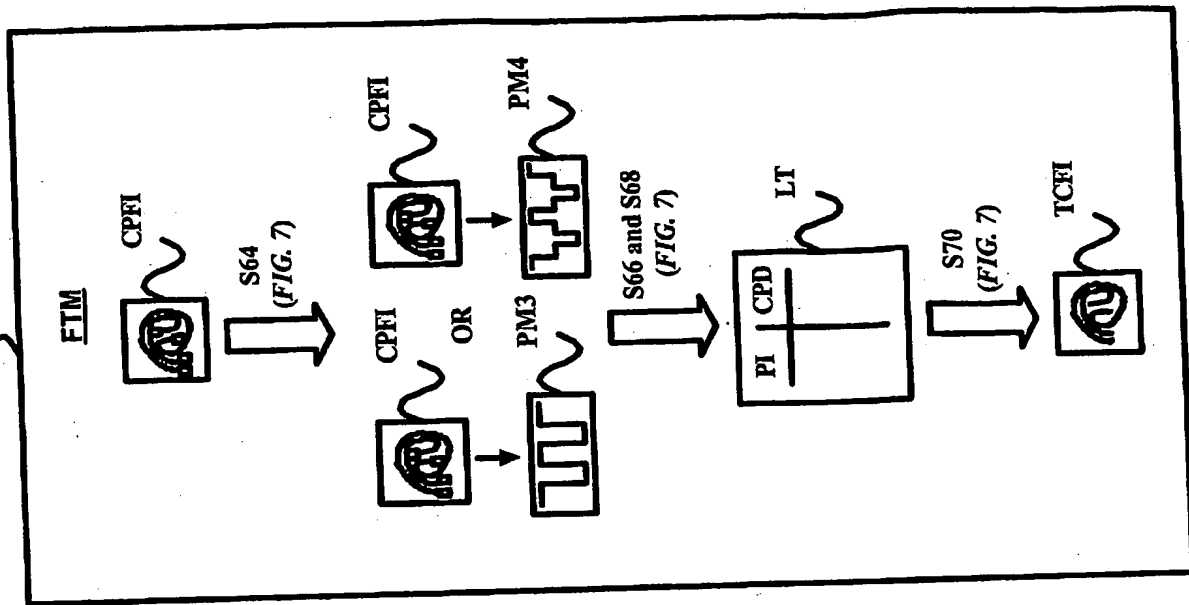 FTM
CPFI
S64
(FIG. 7)
CPFI
OR
CPFI
PM3
PM4
S66 and S68
(FIG. 7)
PI CPD
LT
S70
(FIG. 7)
TCFI